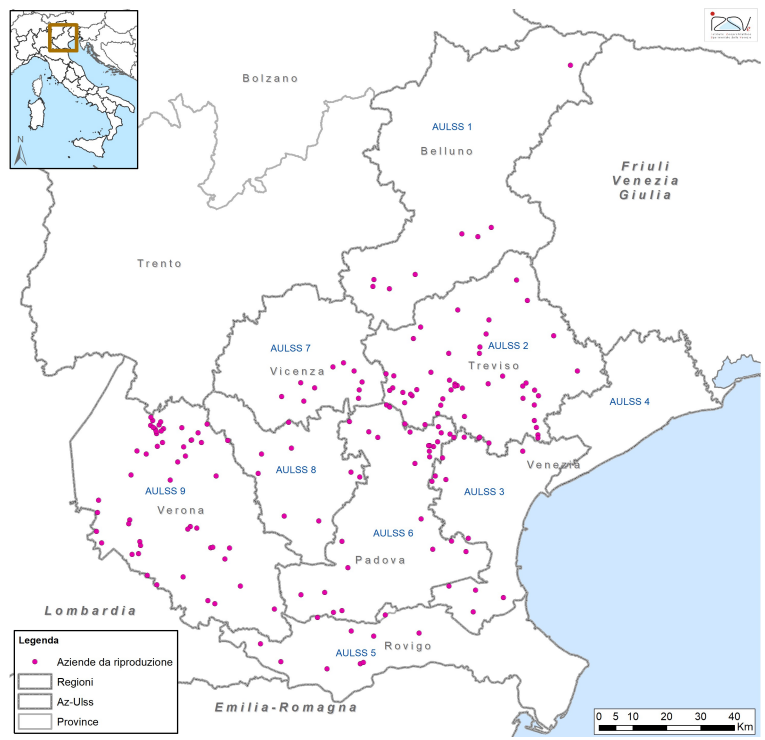 N
Bolzano
AULSS 1
Belluno
Friuli
Venezia
Giulia
Trento
AULSS 7
Vicenza
AULSS 2
Treviso
AULSS 4
AULSS 8
Venezia
AULSS 9
Verona
AULSS 3
AULSS 6
Padova
Lombardia
Rovigo
AULSS 5
Emilia-Romagna
Legenda
Aziende da riproduzione
Regioni
Az-Ulss
Province
0 5 10 20 30 40
Km